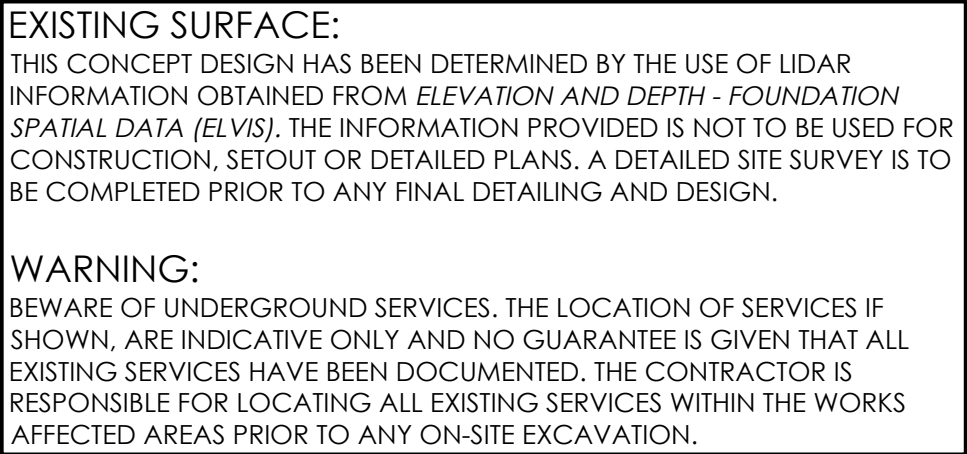 EXISTING SURFACE:
THIS CONCEPT DESIGN HAS BEEN DETERMINED BY THE USE OF LIDAR
INFORMATION OBTAINED FROM ELEVATION AND DEPTH - FOUNDATION
SPATIAL DATA (ELVIS). THE INFORMATION PROVIDED IS NOT TO BE USED FOR
CONSTRUCTION, SETOUT OR DETAILED PLANS. A DETAILED SITE SURVEY IS TO
BE COMPLETED PRIOR TO ANY FINAL DETAILING AND DESIGN.
WARNING:
BEWARE OF UNDERGROUND SERVICES. THE LOCATION OF SERVICES IF
SHOWN, ARE INDICATIVE ONLY AND NO GUARANTEE IS GIVEN THAT ALL
EXISTING SERVICES HAVE BEEN DOCUMENTED. THE CONTRACTOR IS
RESPONSIBLE FOR LOCATING ALL EXISTING SERVICES WITHIN THE WORKS
AFFECTED AREAS PRIOR TO ANY ON-SITE EXCAVATION.